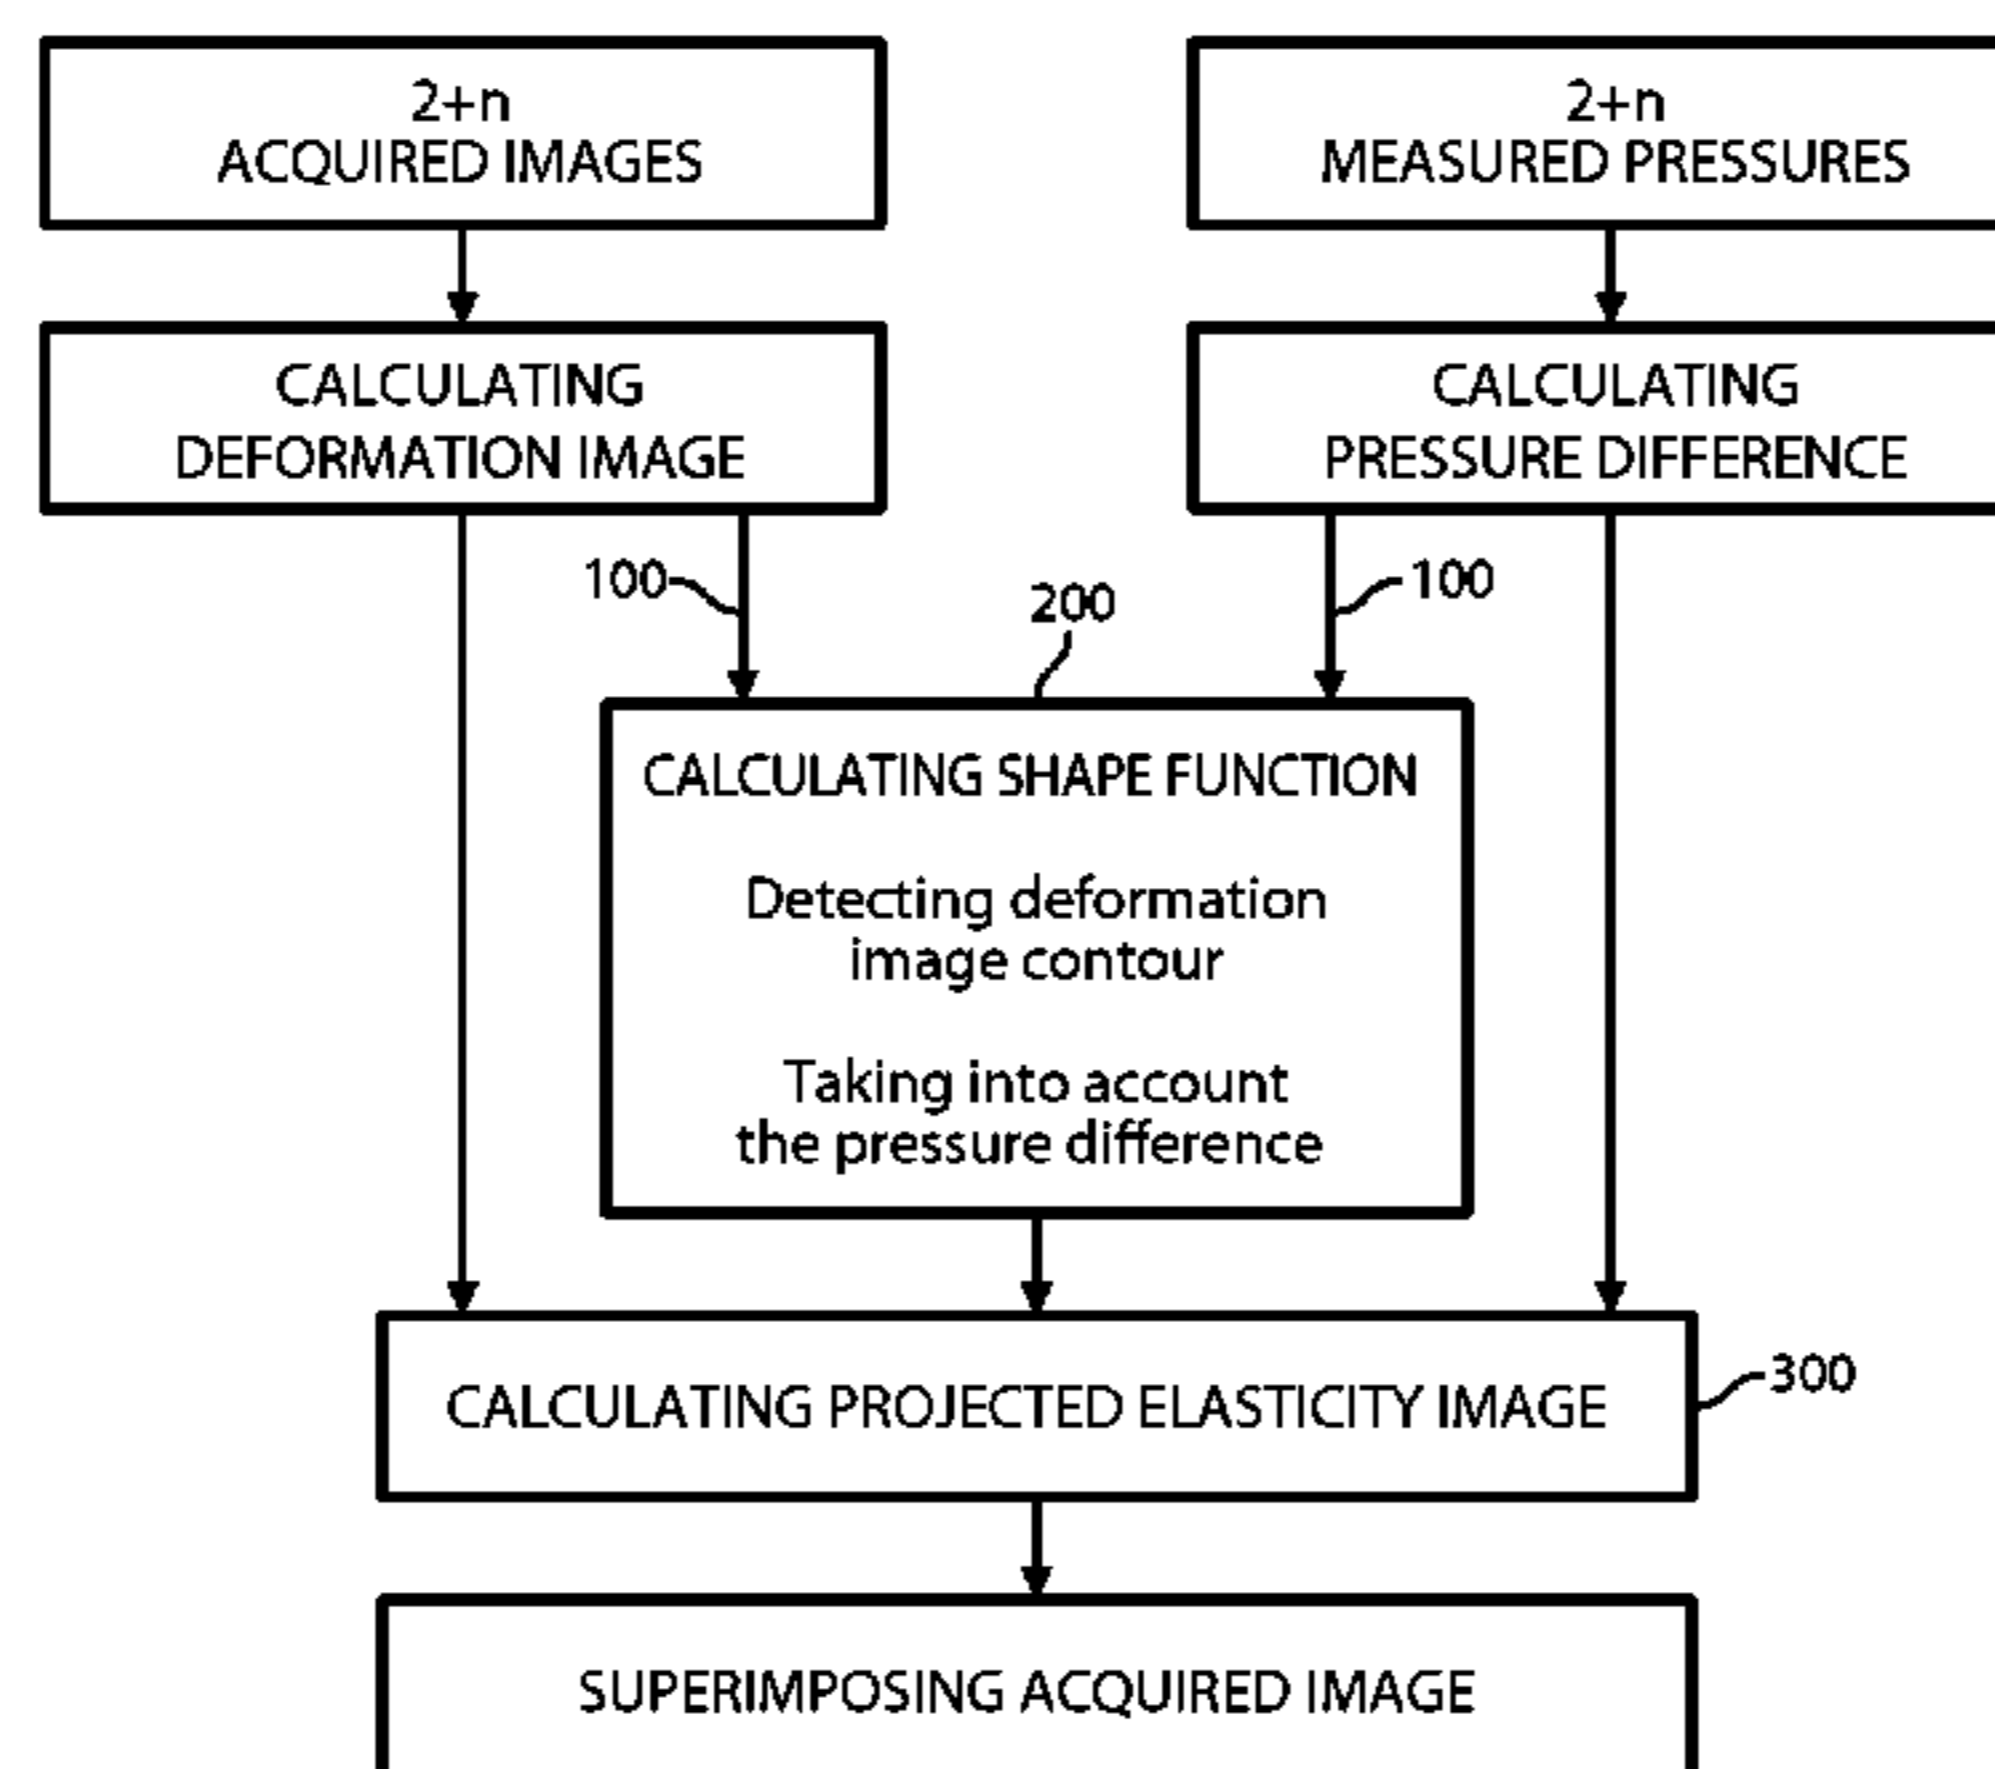 2+n
ACQUIRED IMAGES
2+n
MEASURED PRESSURES
CALCULATING
DEFORMATION IMAGE
CALCULATING
PRESSURE DIFFERENCE
100
200
100
CALCULATING SHAPE FUNCTION
Detecting deformation
image contour
Taking into account
the pressure difference
CALCULATING PROJECTED ELASTICITY IMAGE
300
SUPERIMPOSING ACQUIRED IMAGE